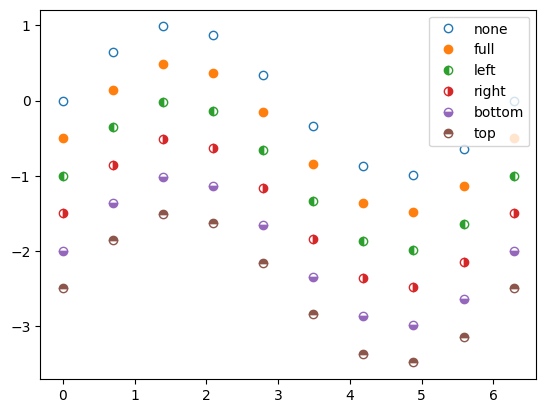 1
0
−1
−2
−3
0 1 2 3 4 5 6
none
full
left
right
bottom
top